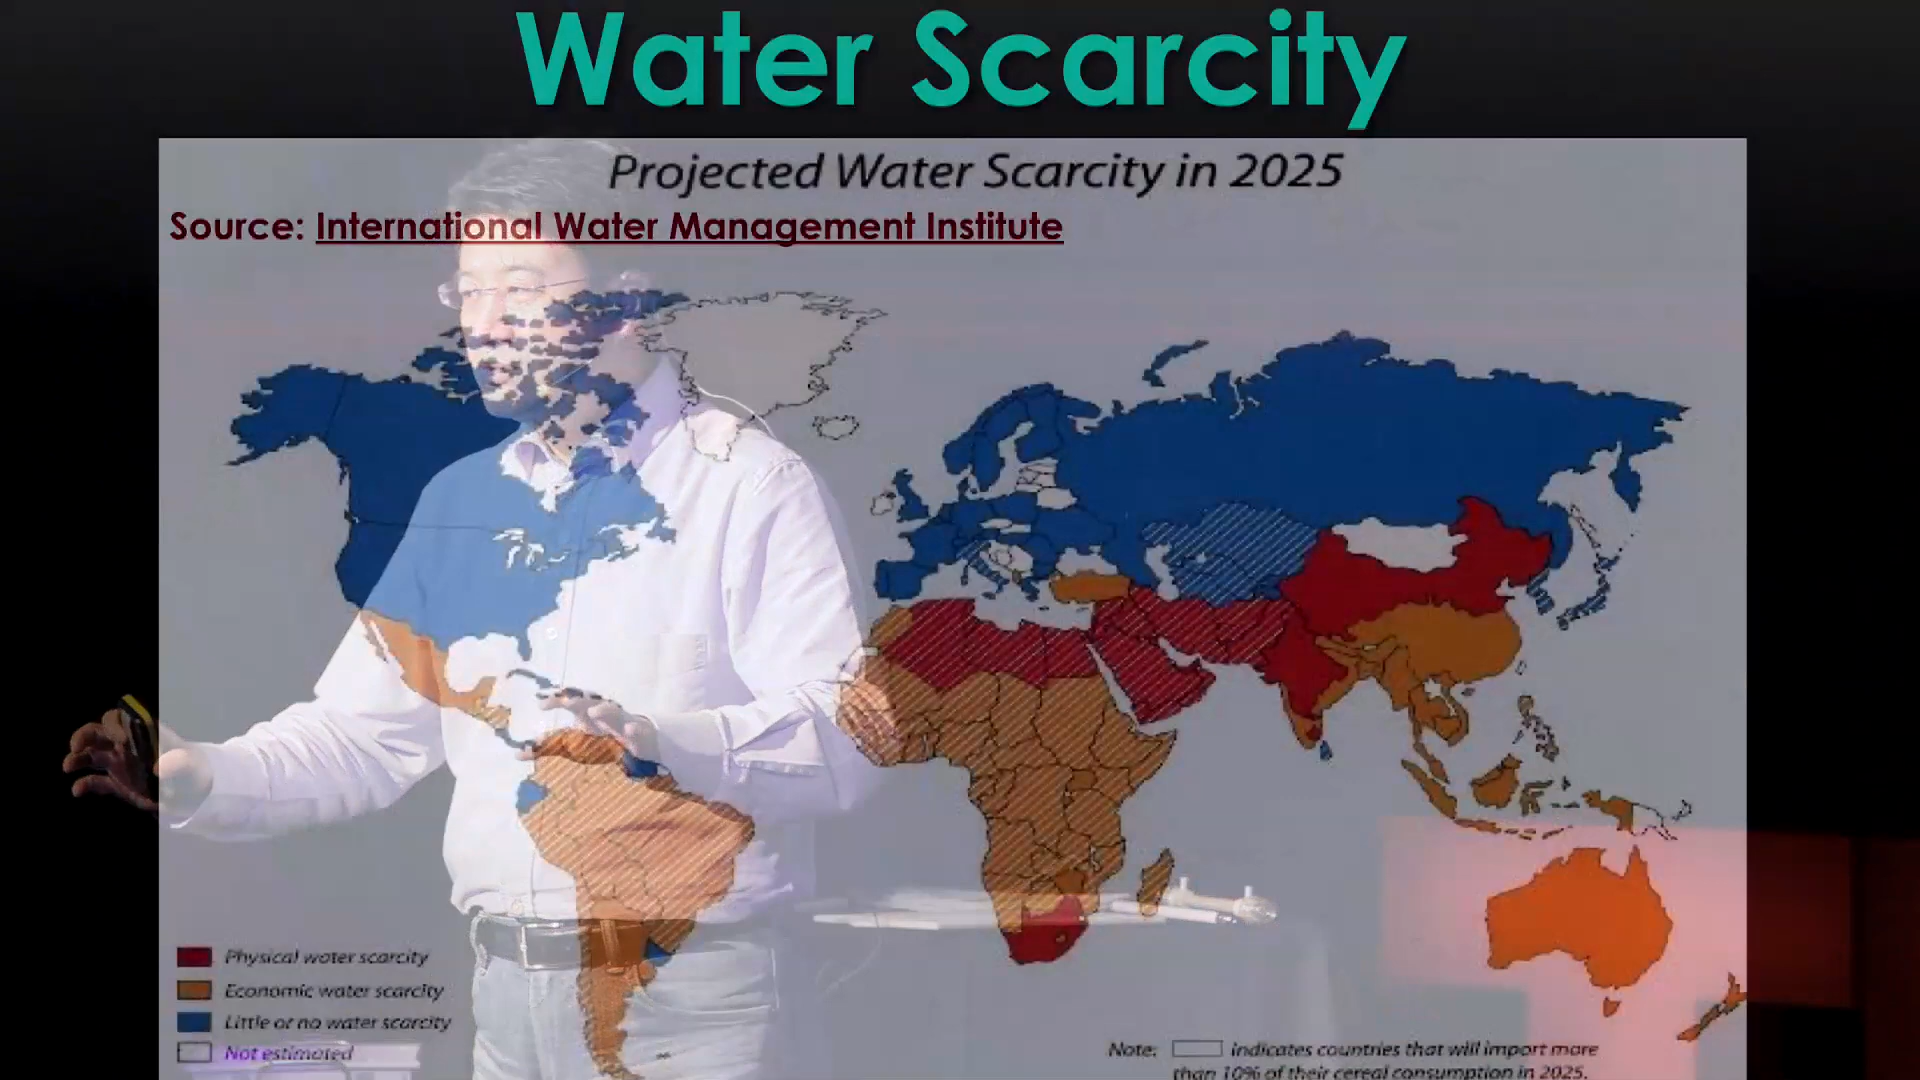 Water Scarcity
Projected Water Scarcity in 2025
Source: International Water Management Institute
Physical water scarcity
Economic water scarcity
Little or no water scarcity
Not estimated
Note: indicates countries that will import more
than 10% of their cereal consumption in 2025.